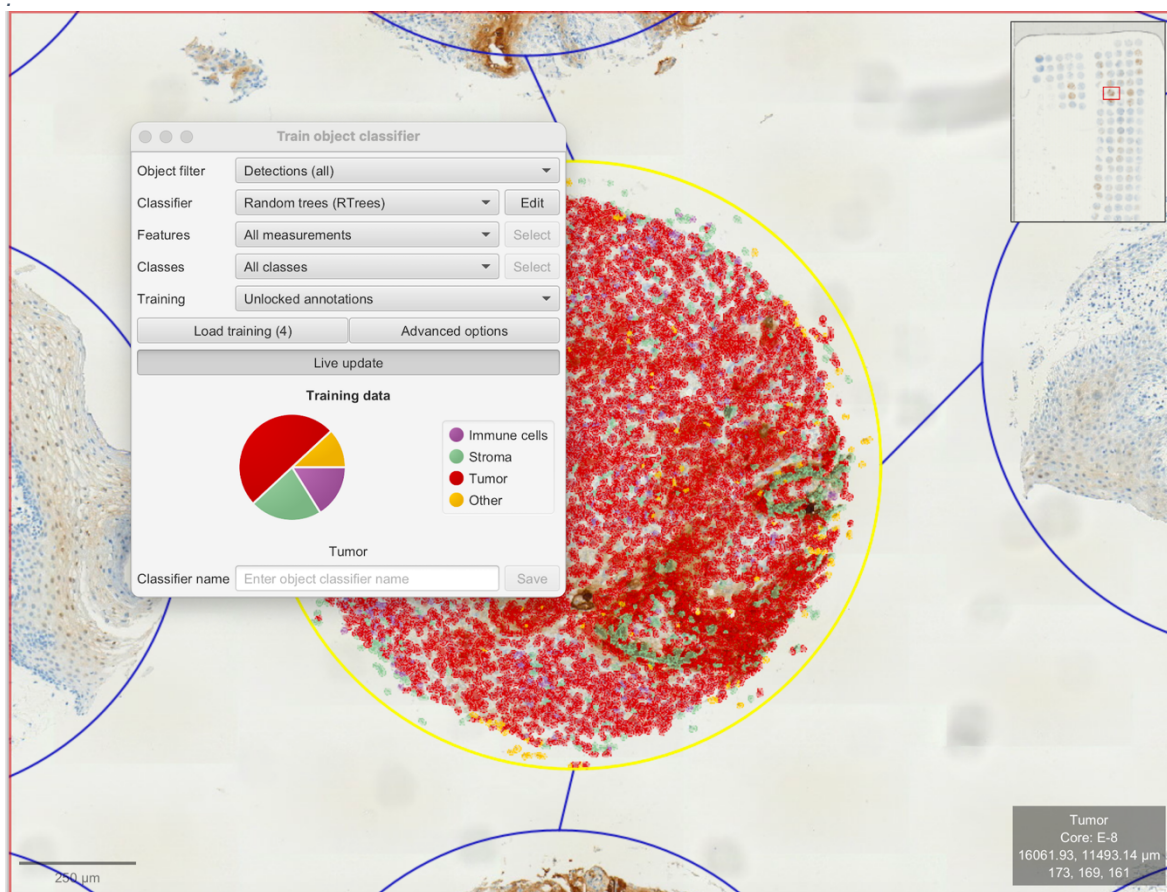 Train object classifier
Object filter Detections (all)
Classifier Random trees (RTrees) Edit
Features All measurements Select
Classes All classes Select
Training Unlocked annotations
Load training (4) Advanced options
Live update
Training data
Immune cells
Stroma
Tumor
Other
Tumor
Classifier name Enter object classifier name Save
250 µm
Tumor
Core: E-8
16061.93, 11493.14 µm
173, 169, 161